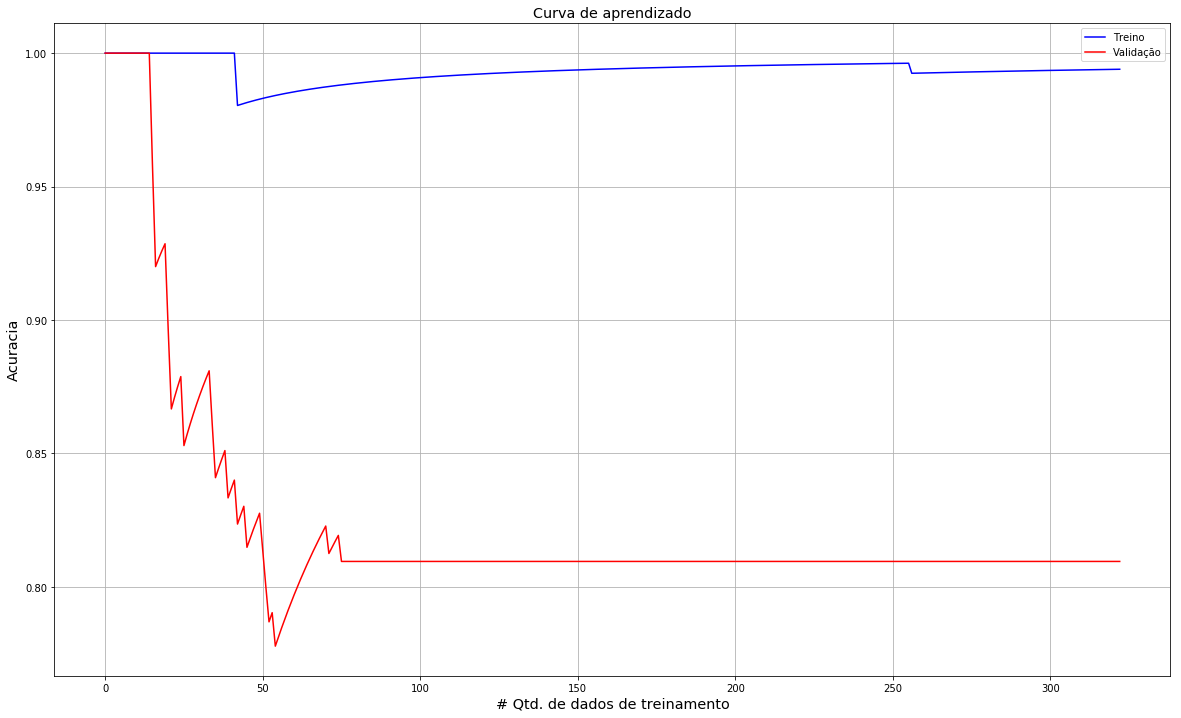 Curva de aprendizado
Treino
Validação
Acuracia
1.00
0.95
0.90
0.85
0.80
0
50
100
150
200
250
300
# Qtd. de dados de treinamento